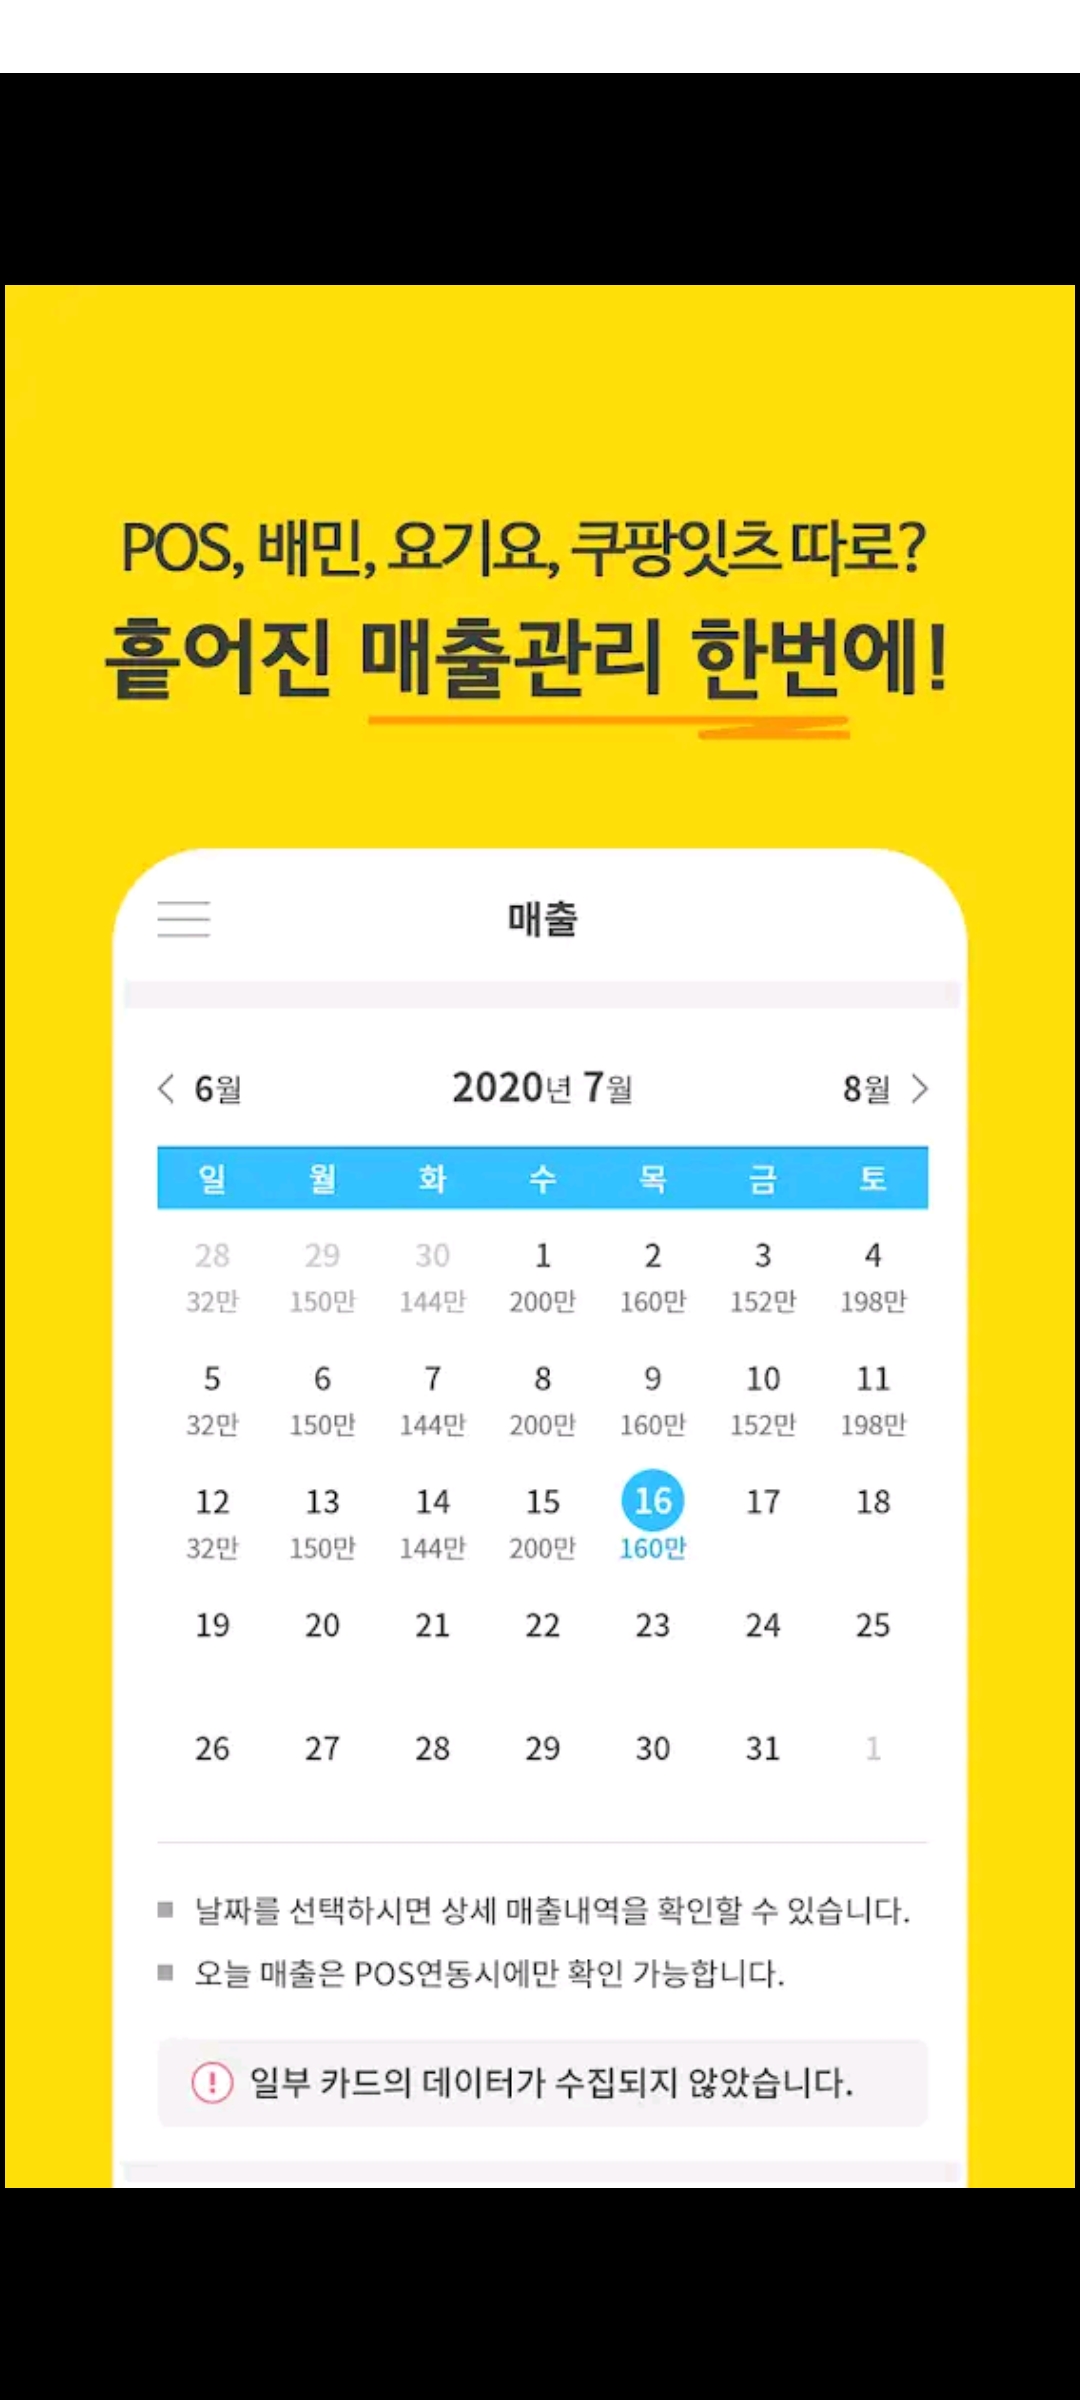 POS, 배민, 요기요, 쿠팡잇츠 따로?
흩어진 매출관리 한번에!
매출
6월 2020년 7월 8월
일 월 화 수 목 금 토
28 29 30 1 2 3 4
32만 150만 144만 200만 160만 152만 198만
5 6 7 8 9 10 11
32만 150만 144만 200만 160만 152만 198만
12 13 14 15 16 17 18
32만 150만 144만 200만 160만
19 20 21 22 23 24 25
26 27 28 29 30 31 1
날짜를 선택하시면 상세 매출내역을 확인할 수 있습니다.
오늘 매출은 POS연동시에만 확인 가능합니다.
일부 카드의 데이터가 수집되지 않았습니다.